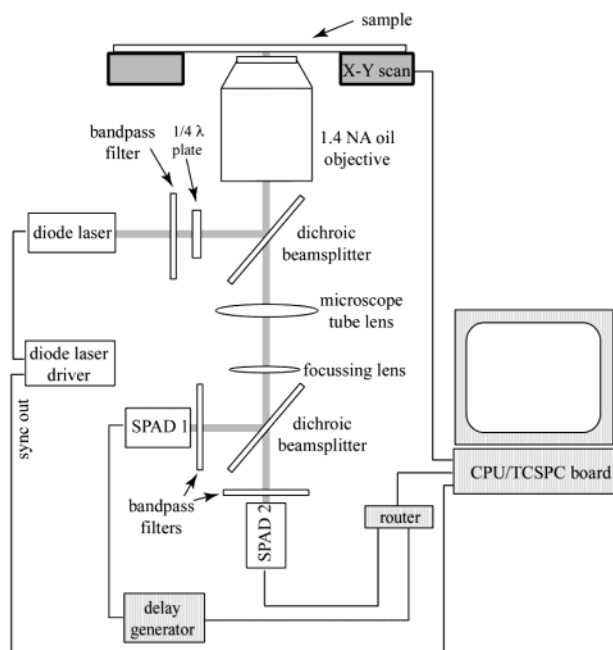 sample
X-Y scan
bandpass
filter
1/4 λ
plate
1.4 NA oil
objective
diode laser
dichroic
beamsplitter
microscope
tube lens
diode laser
driver
focussing lens
sync out
SPAD 1
dichroic
beamsplitter
CPU/TCSPC board
bandpass
filters
SPAD 2
router
delay
generator